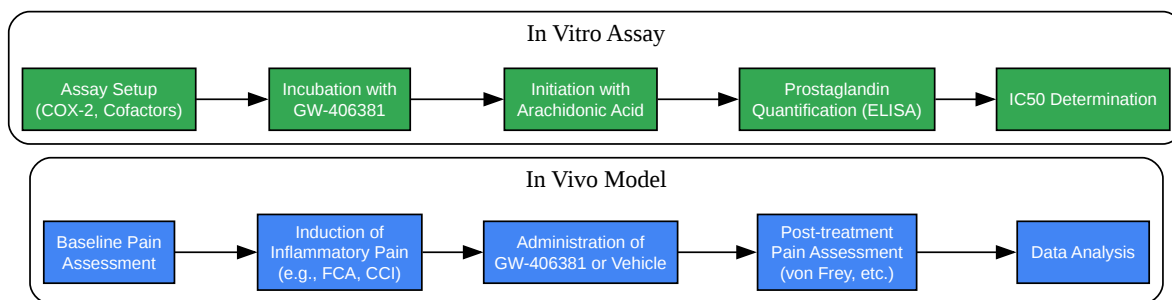 In Vitro Assay
Assay Setup
(COX-2, Cofactors)
Incubation with
GW-406381
Initiation with
Arachidonic Acid
Prostaglandin
Quantification (ELISA)
IC50 Determination
In Vivo Model
Baseline Pain
Assessment
Induction of
Inflammatory Pain
(e.g., FCA, CCI)
Administration of
GW-406381 or Vehicle
Post-treatment
Pain Assessment
(von Frey, etc.)
Data Analysis